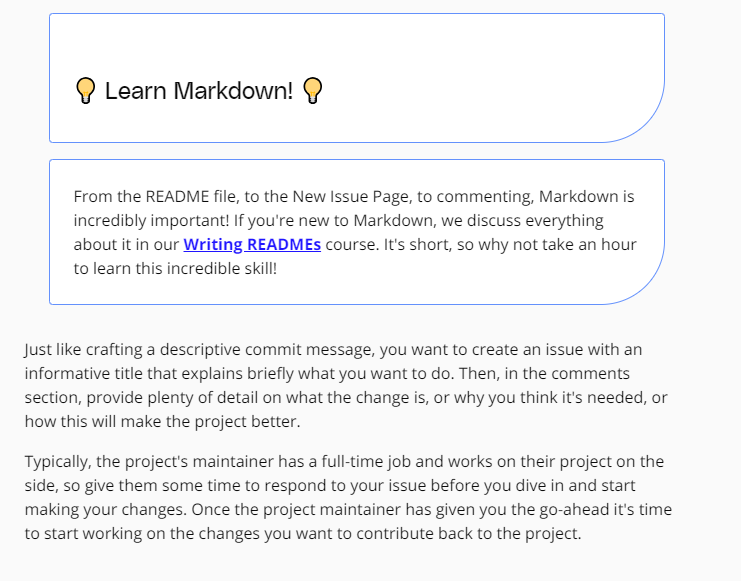 💡 Learn Markdown! 💡
From the README file, to the New Issue Page, to commenting, Markdown is
incredibly important! If you're new to Markdown, we discuss everything
about it in our Writing READMEs course. It's short, so why not take an hour
to learn this incredible skill!
Just like crafting a descriptive commit message, you want to create an issue with an
informative title that explains briefly what you want to do. Then, in the comments
section, provide plenty of detail on what the change is, or why you think it's needed, or
how this will make the project better.
Typically, the project's maintainer has a full-time job and works on their project on the
side, so give them some time to respond to your issue before you dive in and start
making your changes. Once the project maintainer has given you the go-ahead it's time
to start working on the changes you want to contribute back to the project.